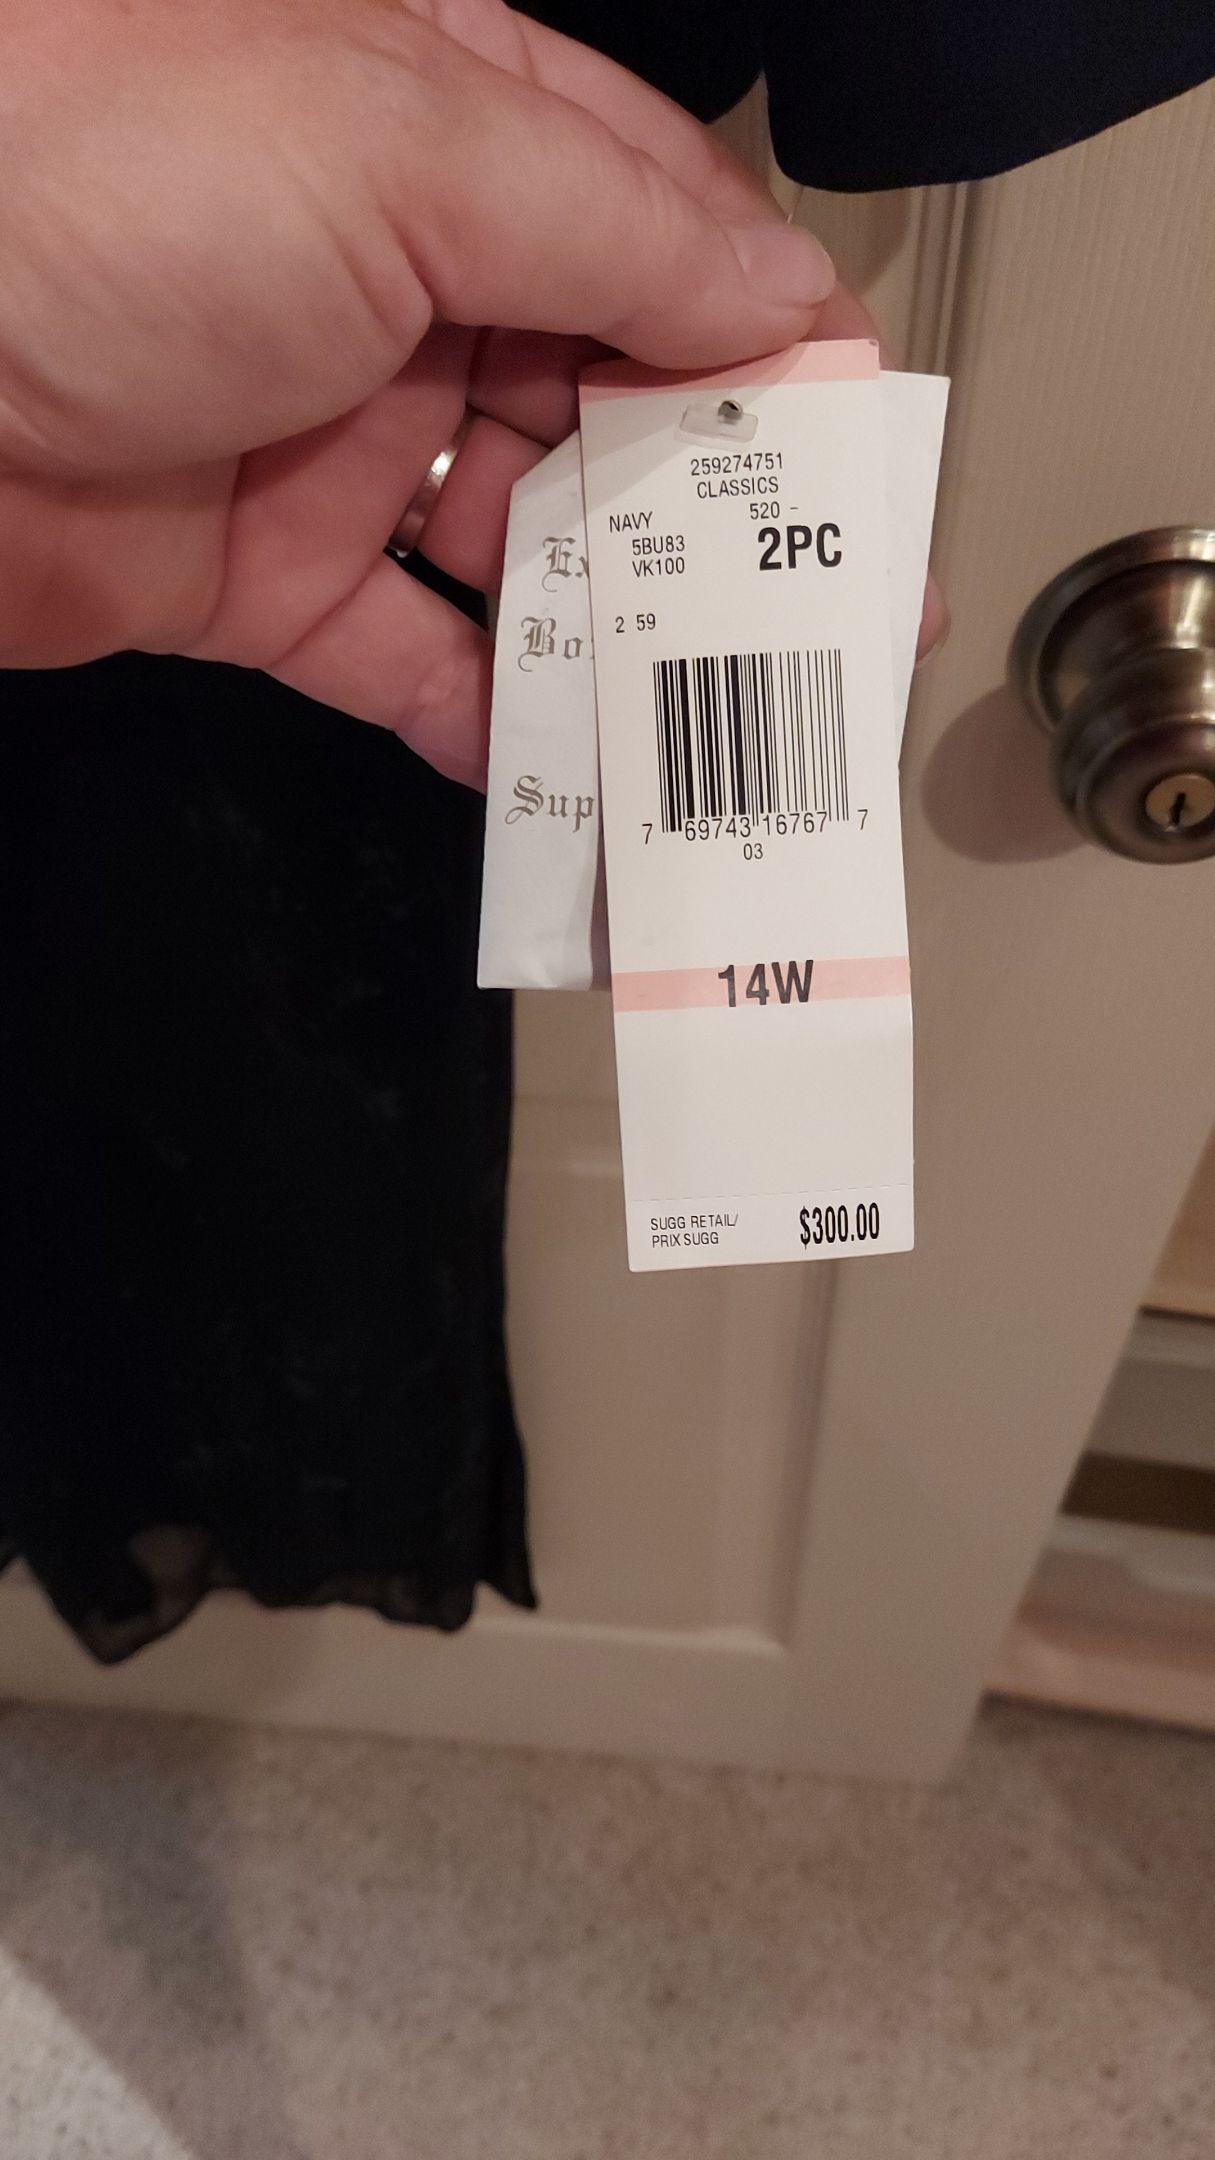 259274751
CLASSICS
NAVY 520 -
5BU83 2PC
VK100
2 59
7 69743 16767 7
03
14W
SUGG RETAIL/
PRIX SUGG $300.00